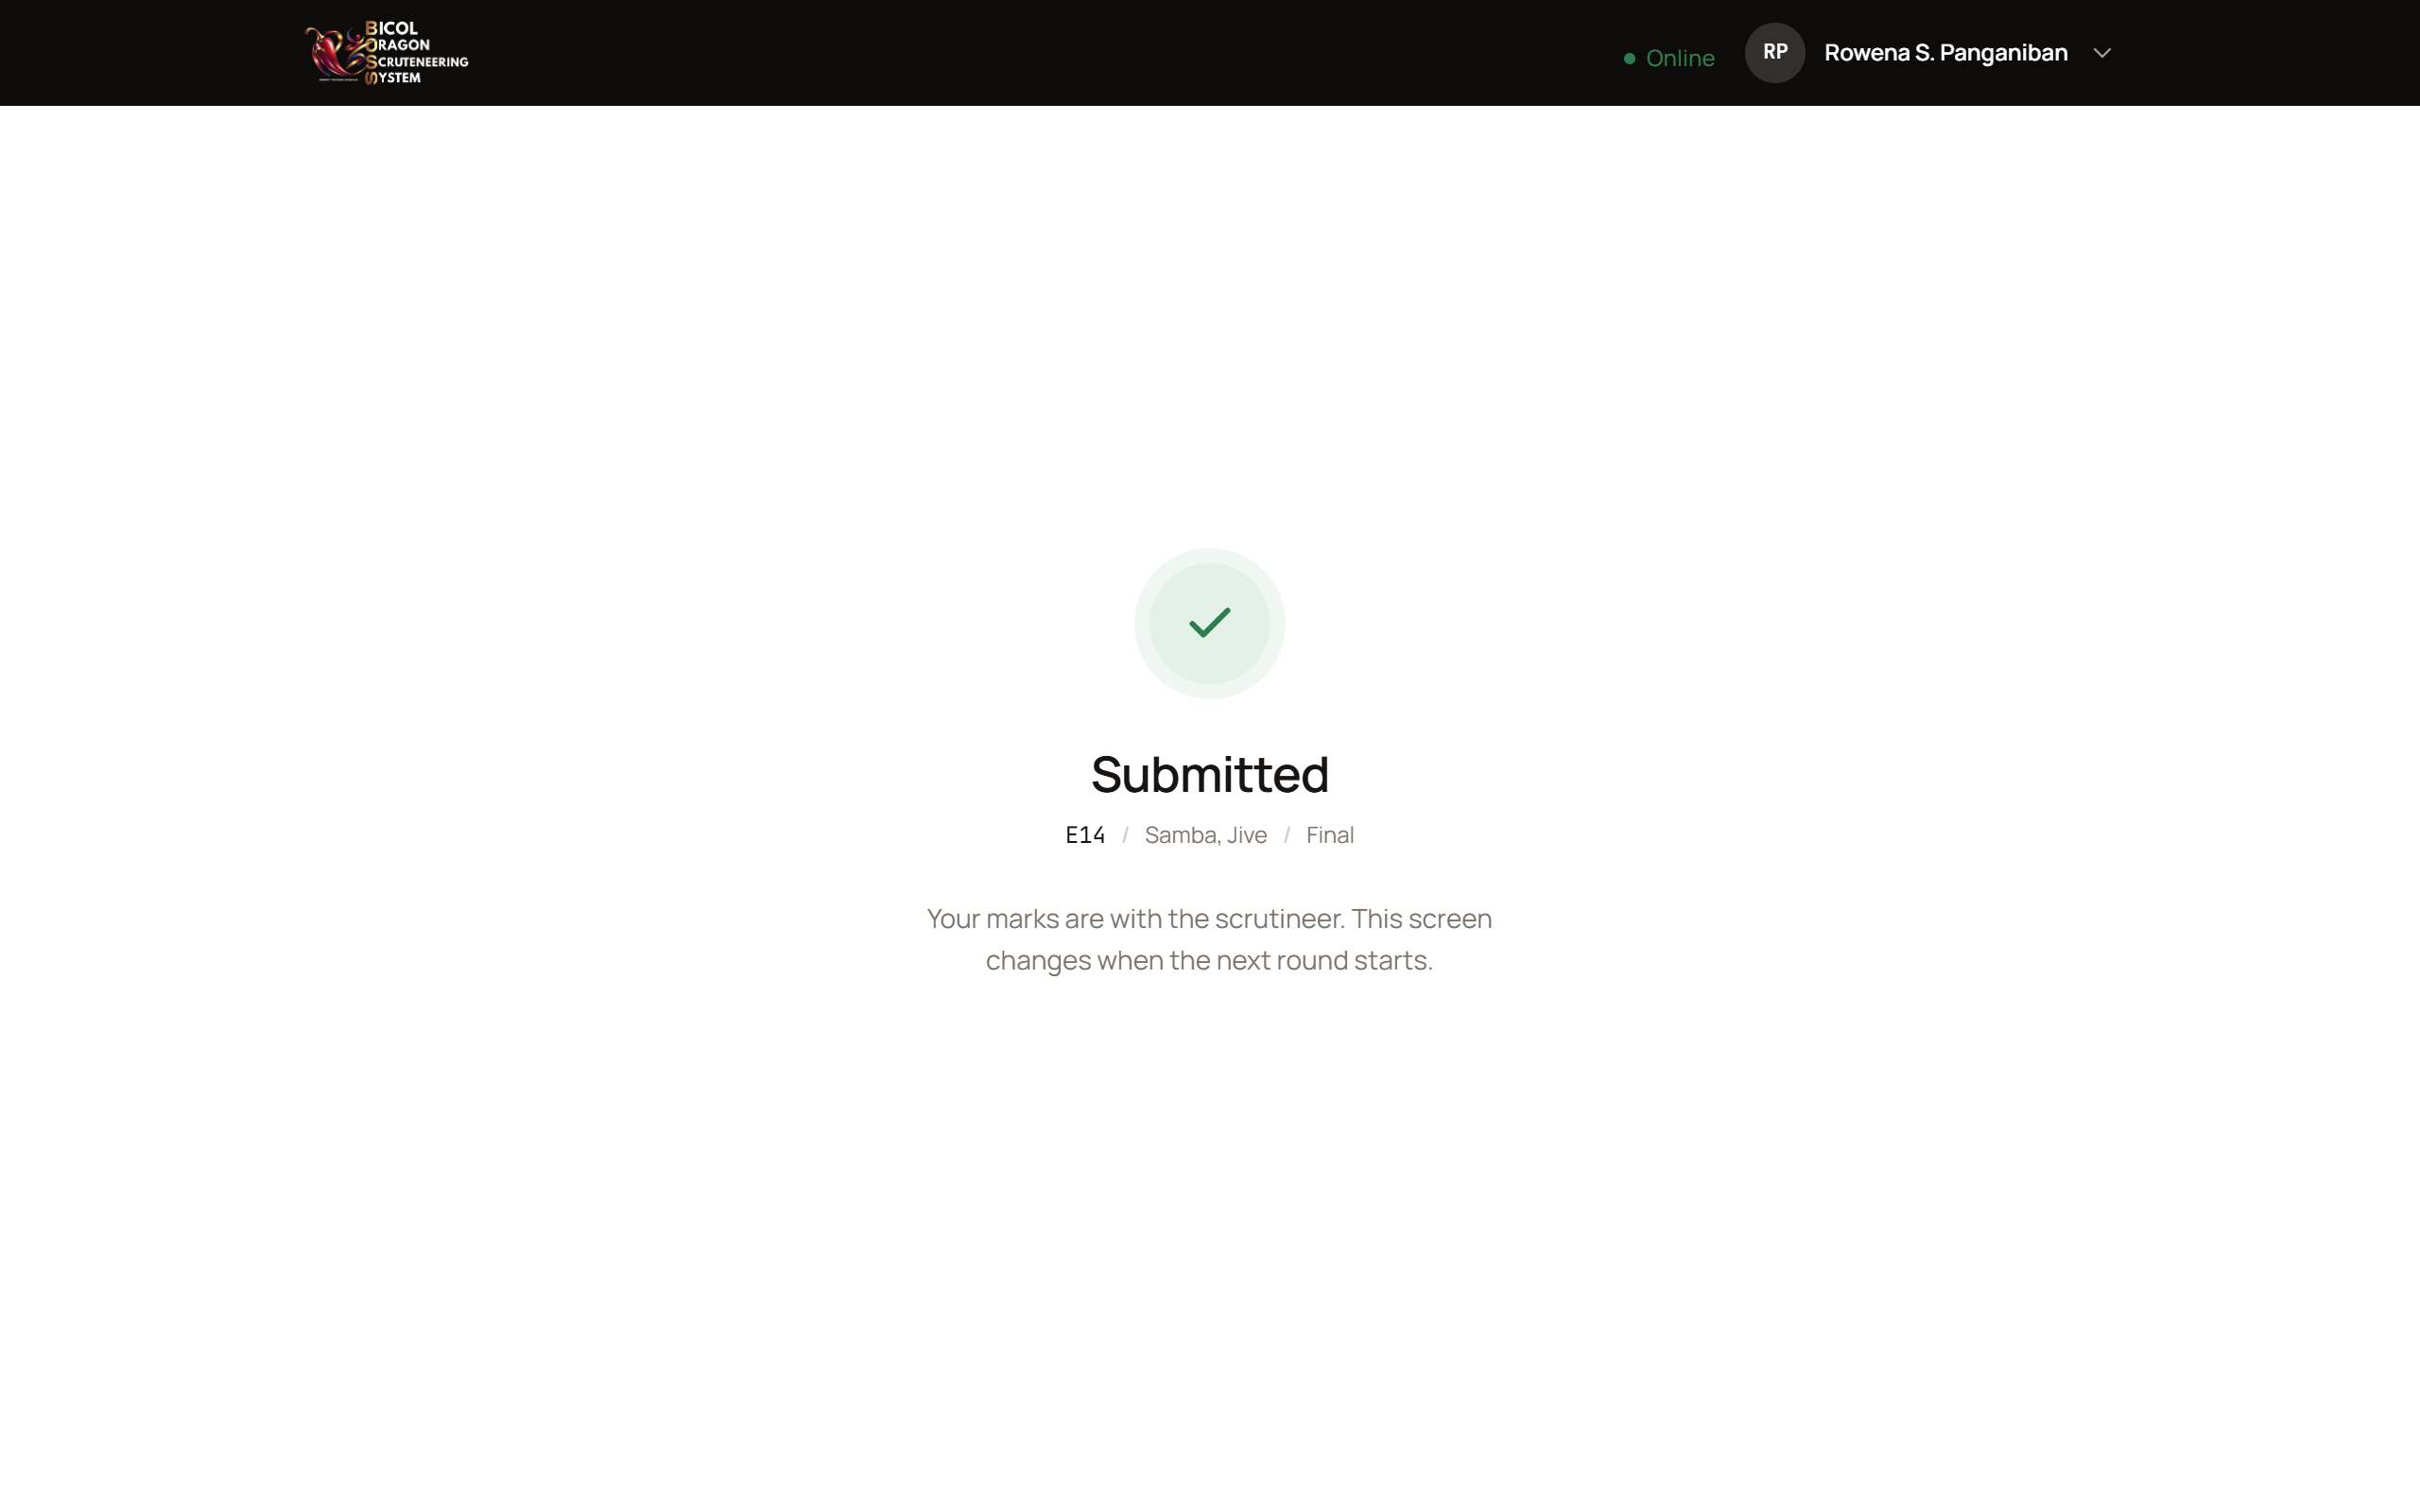 BICOL
DRAGON
SCRUTENEERING
SYSTEM
Online
RP
Rowena S. Panganiban
Submitted
E14 / Samba, Jive / Final
Your marks are with the scrutineer. This screen
changes when the next round starts.